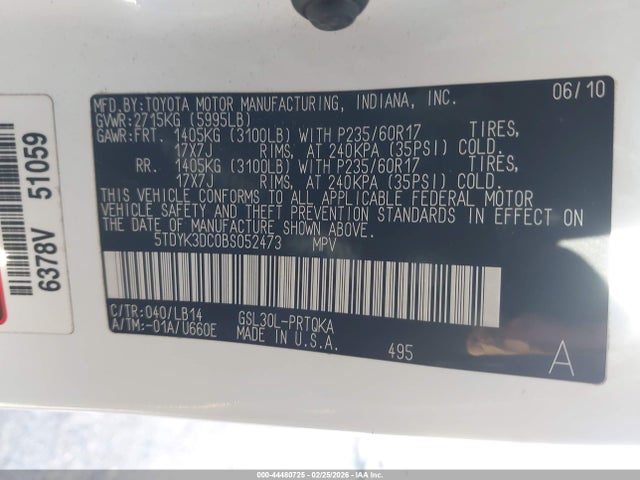 MFD.BY:TOYOTA MOTOR MANUFACTURING, INDIANA, INC. 06/10
GVWR:2715KG (5995LB)
GAWR:FRT. 1405KG (3100LB) WITH P235/60R17 TIRES,
17X7J RIMS, AT 240KPA (35PSI) COLD.
RR. 1405KG (3100LB) WITH P235/60R17 TIRES,
17X7J RIMS, AT 240KPA (35PSI) COLD.
THIS VEHICLE CONFORMS TO ALL APPLICABLE FEDERAL MOTOR
VEHICLE SAFETY AND THEFT PREVENTION STANDARDS IN EFFECT ON
THE DATE OF MANUFACTURE SHOWN ABOVE.
5TDYK3DC0BS052473 MPV
C/TR:040/LB14 GSL30L-PRTQKA
A/TM:-01A/U660E MADE IN U.S.A.
495 A
6378V 51059
000-44480725 - 02/25/2026 - IAA Inc.